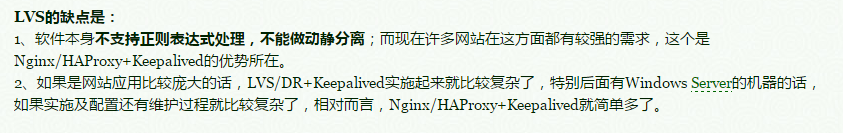 LVS的缺点是：
1、软件本身不支持正则表达式处理，不能做动静分离；而现在许多网站在这方面都有较强的需求，这个是
Nginx/HAProxy+Keepalived的优势所在。
2、如果是网站应用比较庞大的话，LVS/DR+Keepalived实施起来就比较复杂了，特别后面有Windows Server的机器的话，
如果实施及配置还有维护过程就比较复杂了，相对而言，Nginx/HAProxy+Keepalived就简单多了。